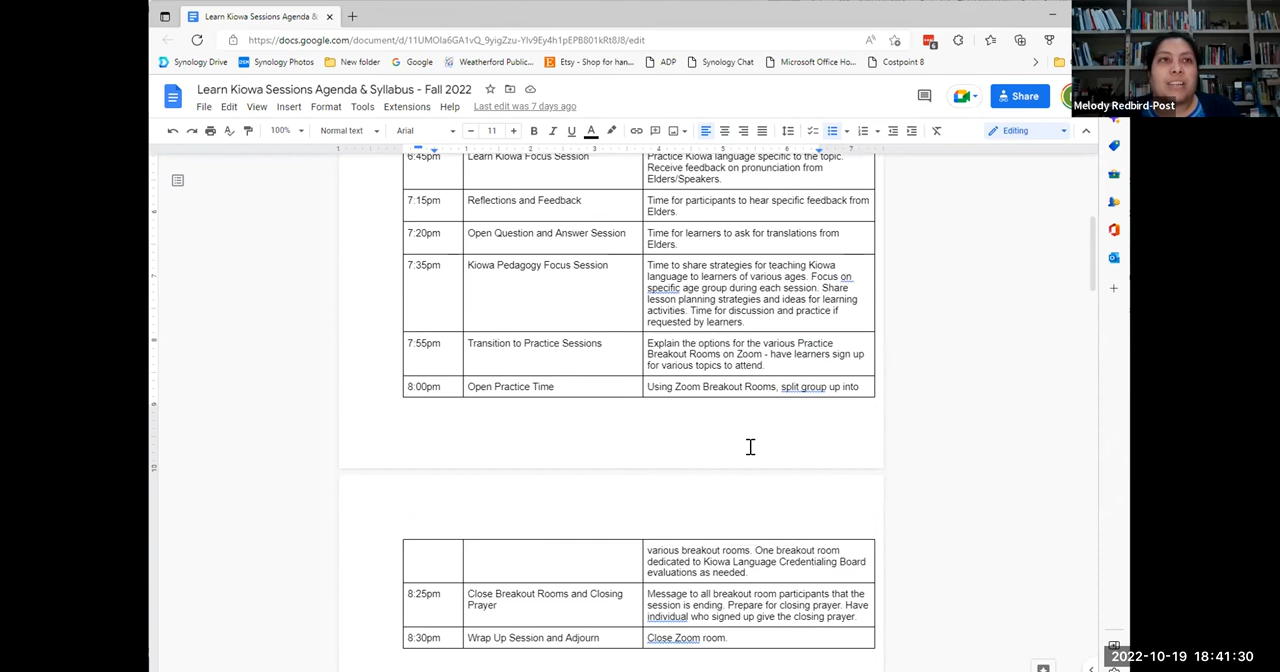 Learn Kiowa Sessions Agenda &
https://docs.google.com/document/d/11UMOla6GA1vQ_9yigZzu-YIv9Ey4h1pEPB801kRt8J8/edit
Synology Drive Synology Photos New folder Google Weatherford Public... Etsy - Shop for han... ADP Synology Chat Microsoft Office Ho... Costpoint 8
Melody Redbird-Post
Learn Kiowa Sessions Agenda & Syllabus - Fall 2022
File Edit View Insert Format Tools Extensions Help Last edit was 7 days ago
Share
100% Normal text Arial 11 B I U A Editing
6:45pm Learn Kiowa Focus Session Practice Kiowa language specific to the topic.
Receive feedback on pronunciation from
Elders/Speakers.
7:15pm Reflections and Feedback Time for participants to hear specific feedback from
Elders.
7:20pm Open Question and Answer Session Time for learners to ask for translations from
Elders.
7:35pm Kiowa Pedagogy Focus Session Time to share strategies for teaching Kiowa
language to learners of various ages. Focus on
specific age group during each session. Share
lesson planning strategies and ideas for learning
activities. Time for discussion and practice if
requested by learners.
7:55pm Transition to Practice Sessions Explain the options for the various Practice
Breakout Rooms on Zoom - have learners sign up
for various topics to attend.
8:00pm Open Practice Time Using Zoom Breakout Rooms, split group up into
various breakout rooms. One breakout room
dedicated to Kiowa Language Credentialing Board
evaluations as needed.
8:25pm Close Breakout Rooms and Closing Message to all breakout room participants that the
Prayer session is ending. Prepare for closing prayer. Have
individual who signed up give the closing prayer.
8:30pm Wrap Up Session and Adjourn Close Zoom room.
2022-10-19 18:41:30